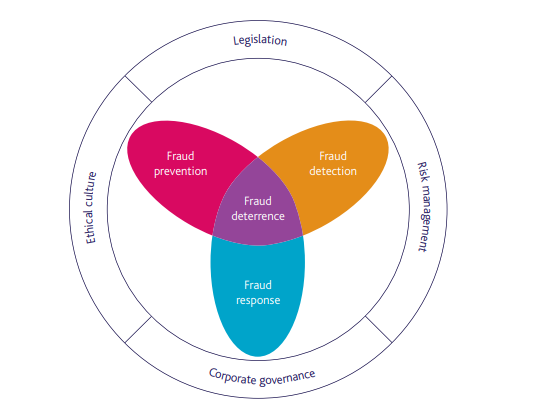 Legislation
Fraud
prevention
Fraud
detection
Ethical culture
Risk management
Fraud
deterrence
Fraud
response
Corporate governance